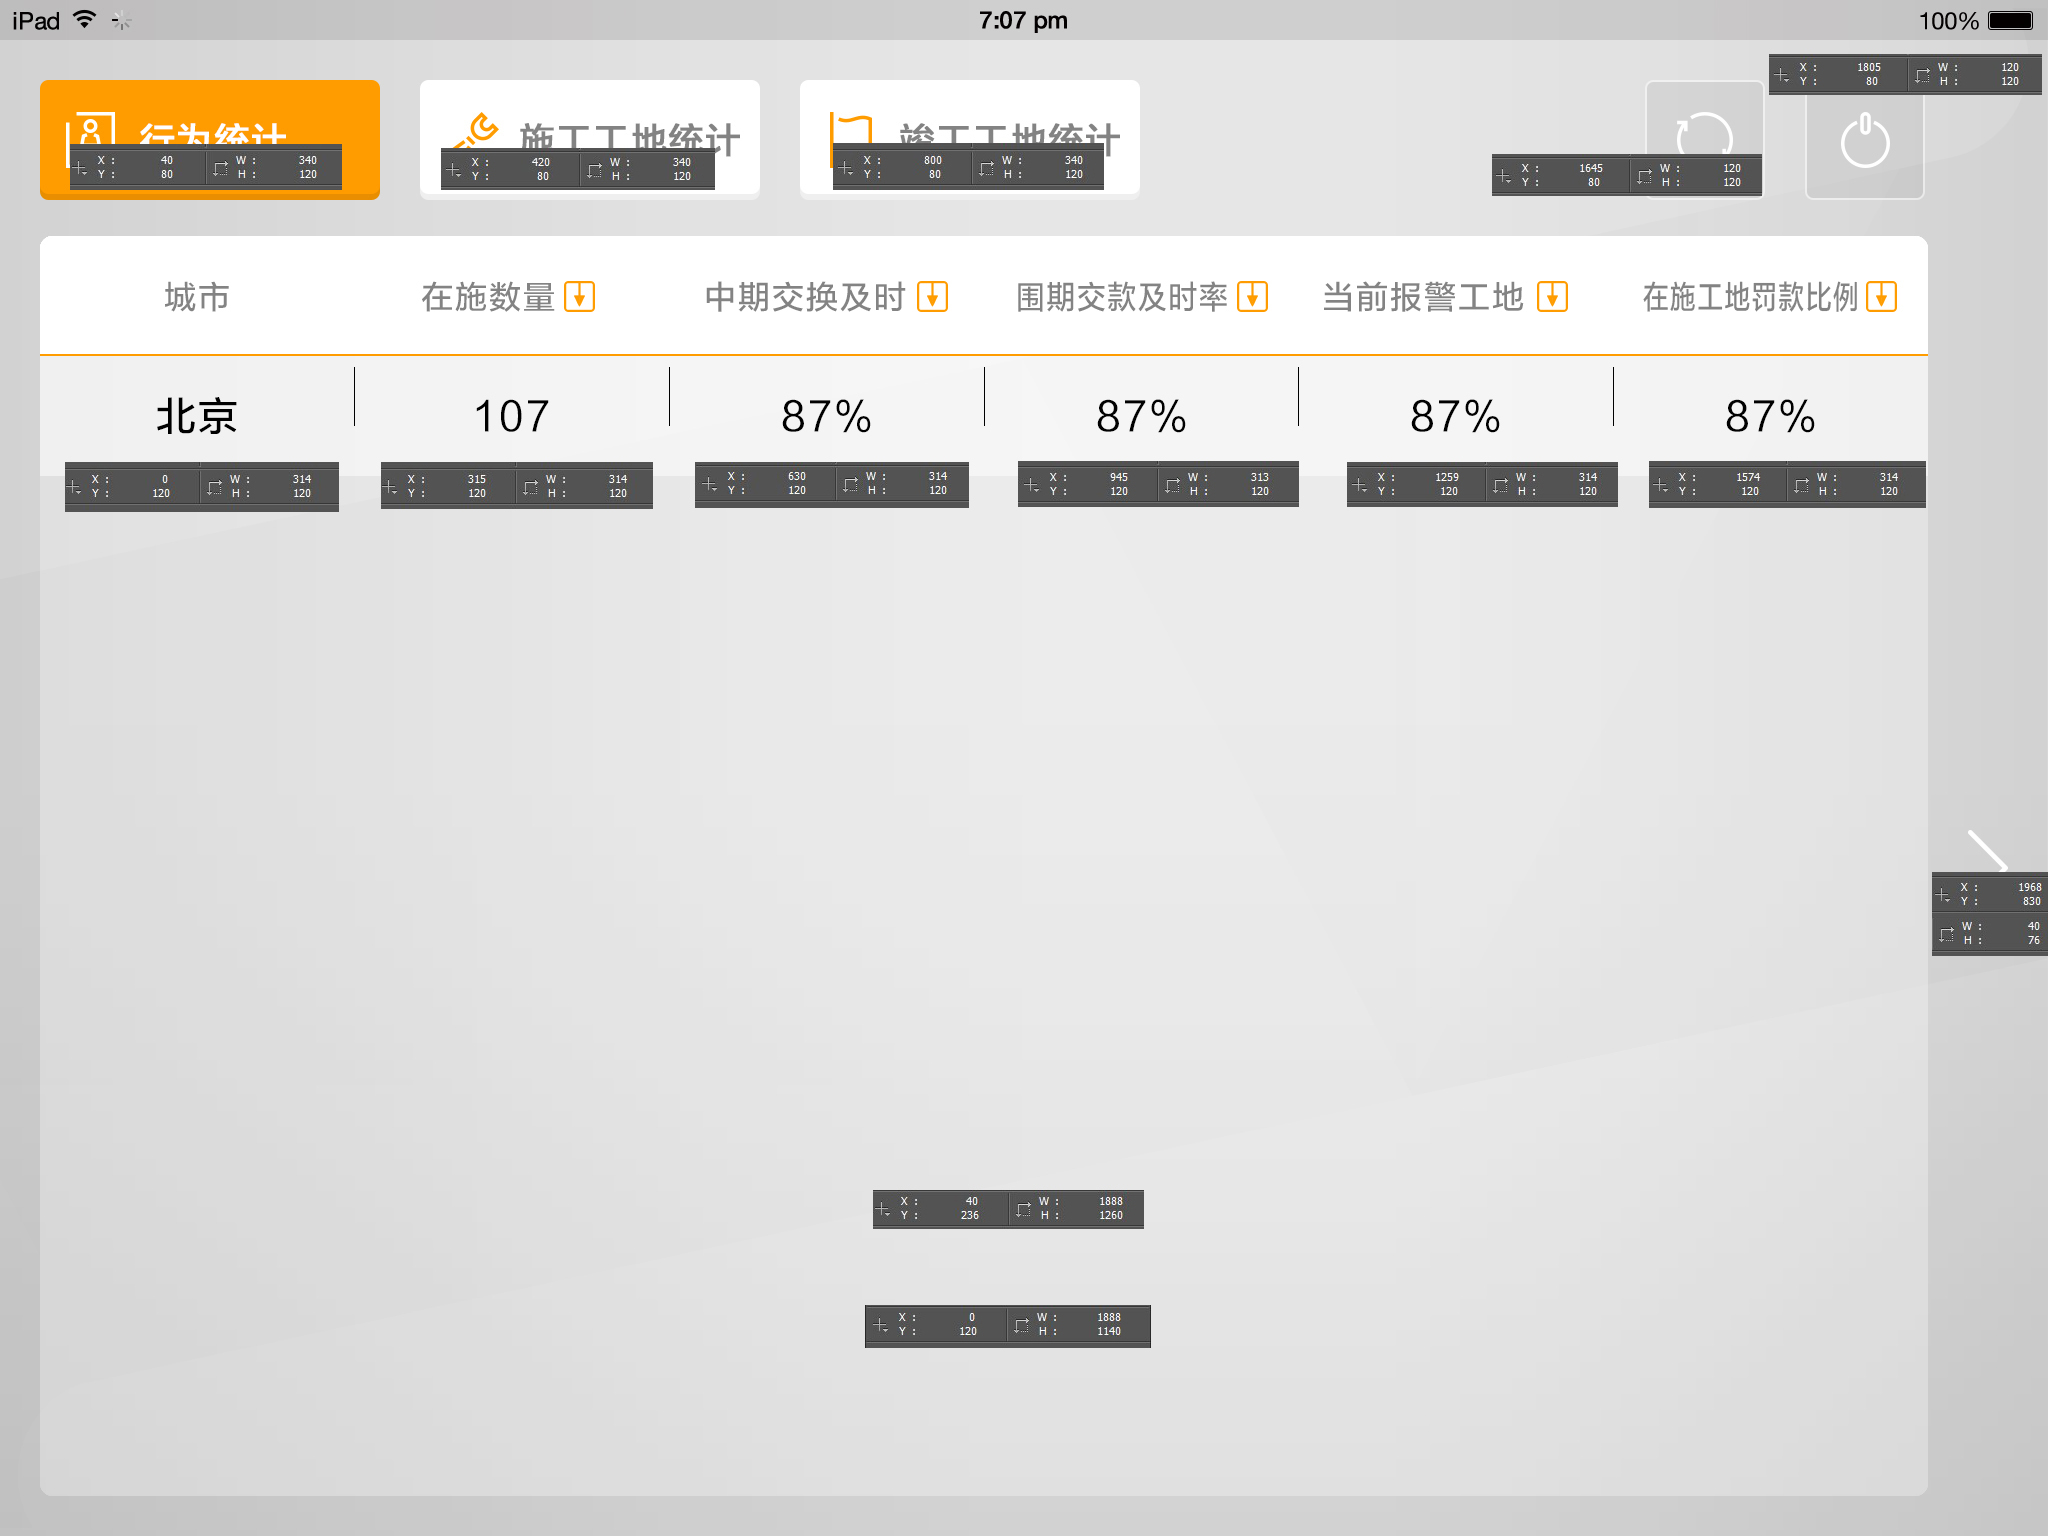 iPad 7:07 pm 100%
X : 1805 W : 120
Y : 80 H : 120
行为统计 施工工地统计 竣工工地统计
X : 40 W : 340
Y : 80 H : 120
X : 420 W : 340
Y : 80 H : 120
X : 800 W : 340
Y : 80 H : 120
X : 1645 W : 120
Y : 80 H : 120
城市 在施数量 中期交换及时 围期交款及时率 当前报警工地 在施工地罚款比例
北京 107 87% 87% 87% 87%
X : 0 W : 314
Y : 120 H : 120
X : 315 W : 314
Y : 120 H : 120
X : 630 W : 314
Y : 120 H : 120
X : 945 W : 313
Y : 120 H : 120
X : 1259 W : 314
Y : 120 H : 120
X : 1574 W : 314
Y : 120 H : 120
X : 1968
Y : 830
W : 40
H : 76
X : 40 W : 1888
Y : 236 H : 1260
X : 0 W : 1888
Y : 120 H : 1140